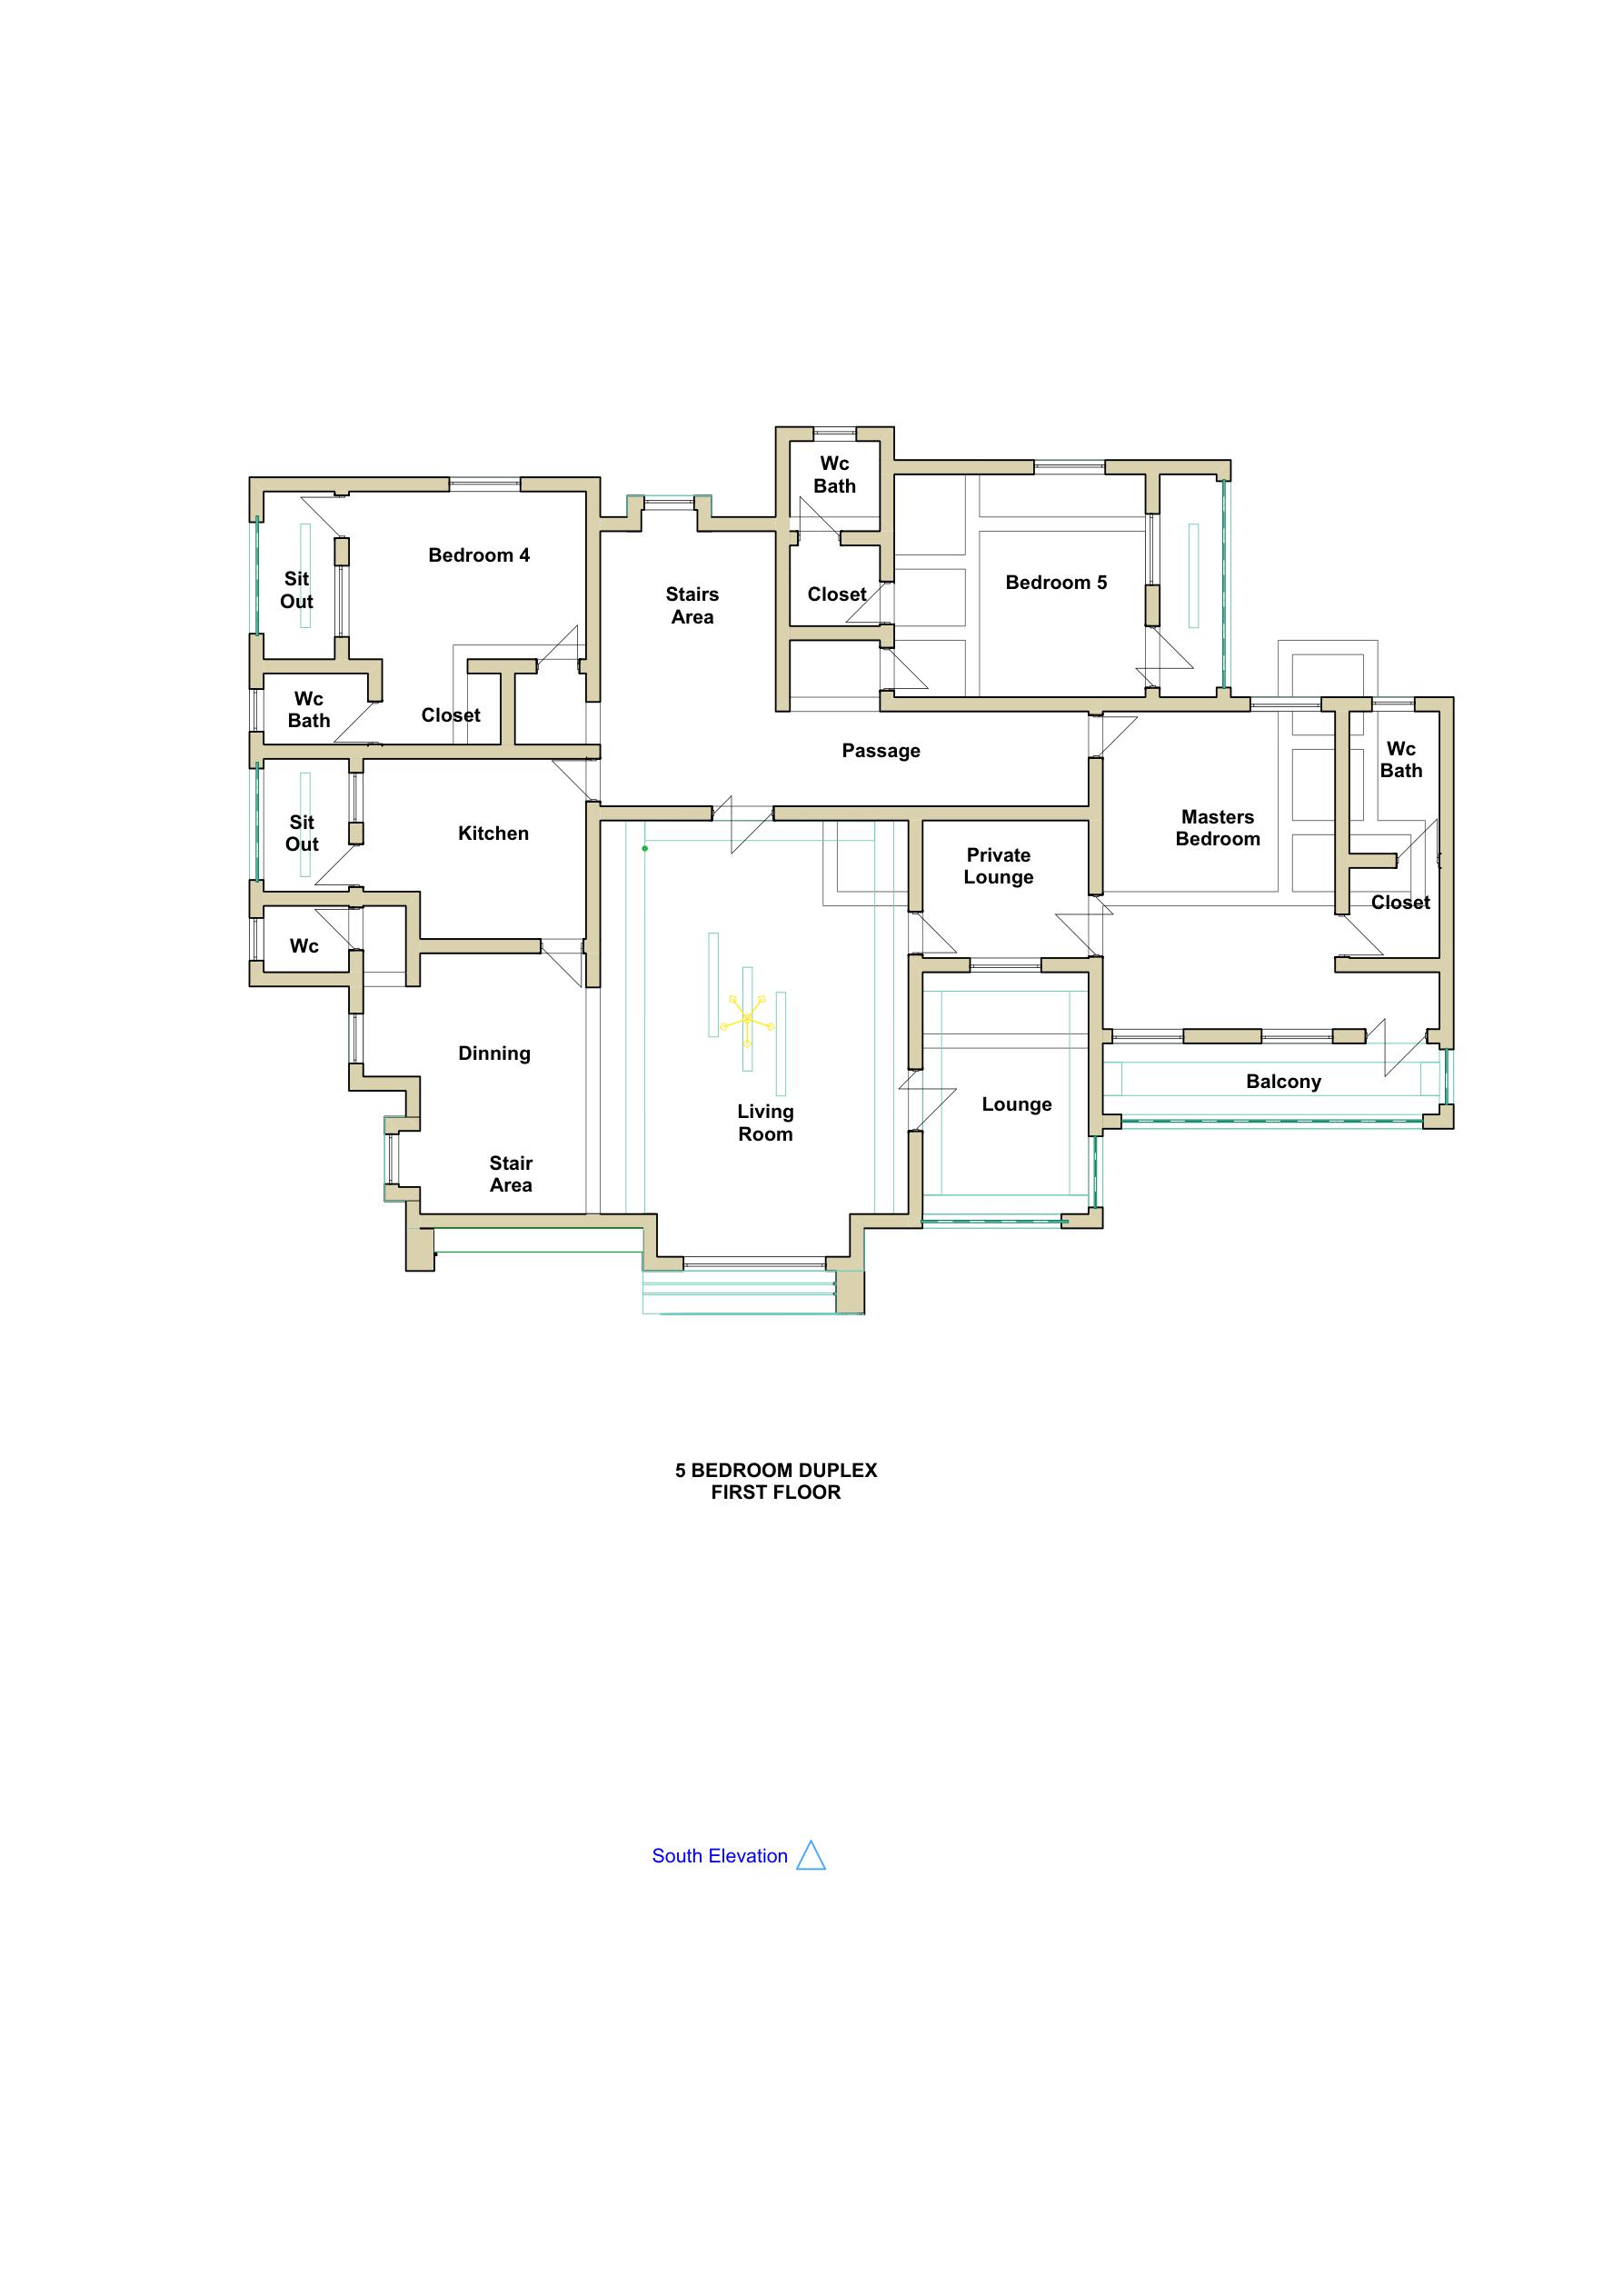 Wc
Bath
Bedroom 4
Sit
Out
Stairs
Area
Closet
Bedroom 5
Wc
Bath
Closet
Passage
Wc
Bath
Sit
Out
Kitchen
Masters
Bedroom
Private
Lounge
Closet
Wc
Dinning
Balcony
Living
Room
Lounge
Stair
Area
5 BEDROOM DUPLEX
FIRST FLOOR
South Elevation